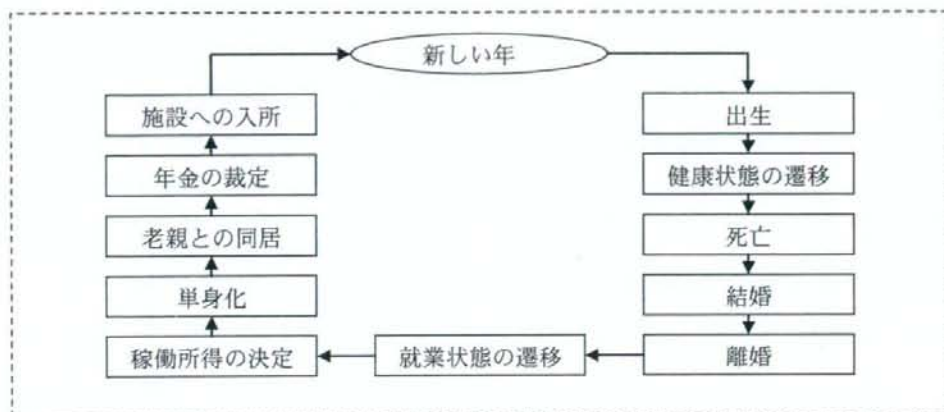 新しい年
出生
健康状態の遷移
死亡
結婚
離婚
就業状態の遷移
稼働所得の決定
単身化
老親との同居
年金の裁定
施設への入所